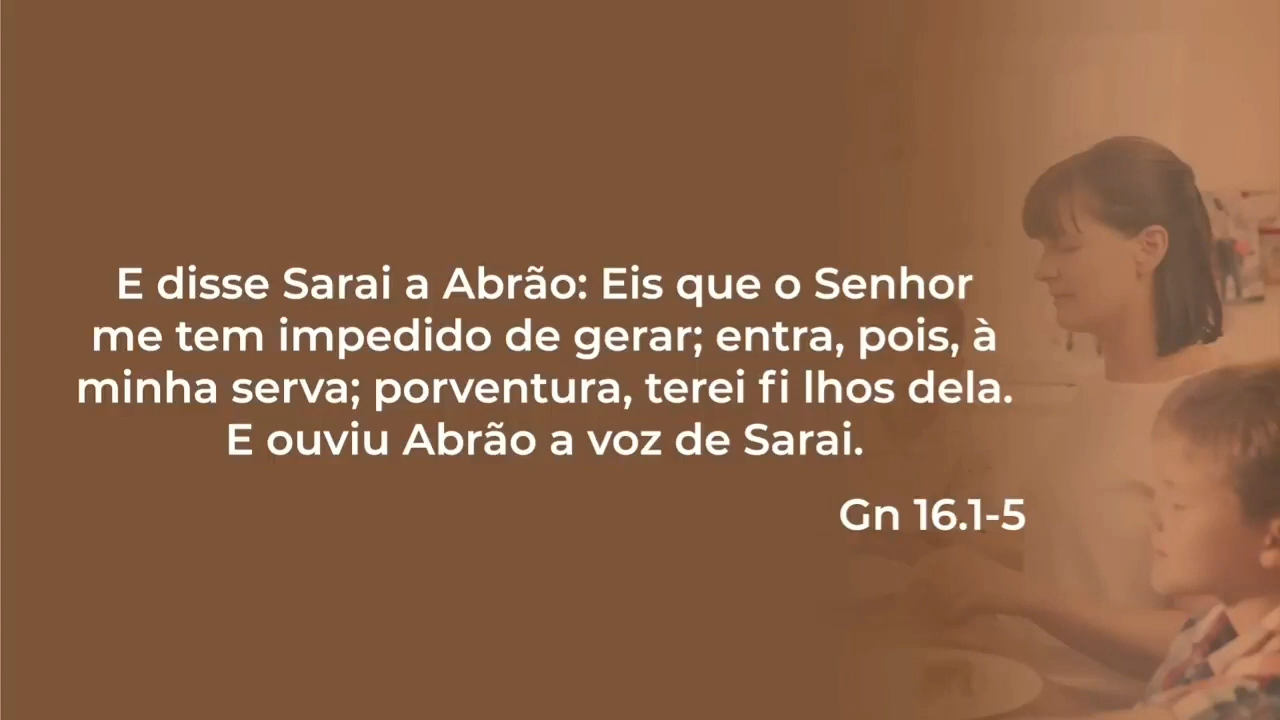 E disse Sarai a Abrão: Eis que o Senhor
me tem impedido de gerar; entra, pois, à
minha serva; porventura, terei fi lhos dela.
E ouviu Abrão a voz de Sarai.
Gn 16.1-5